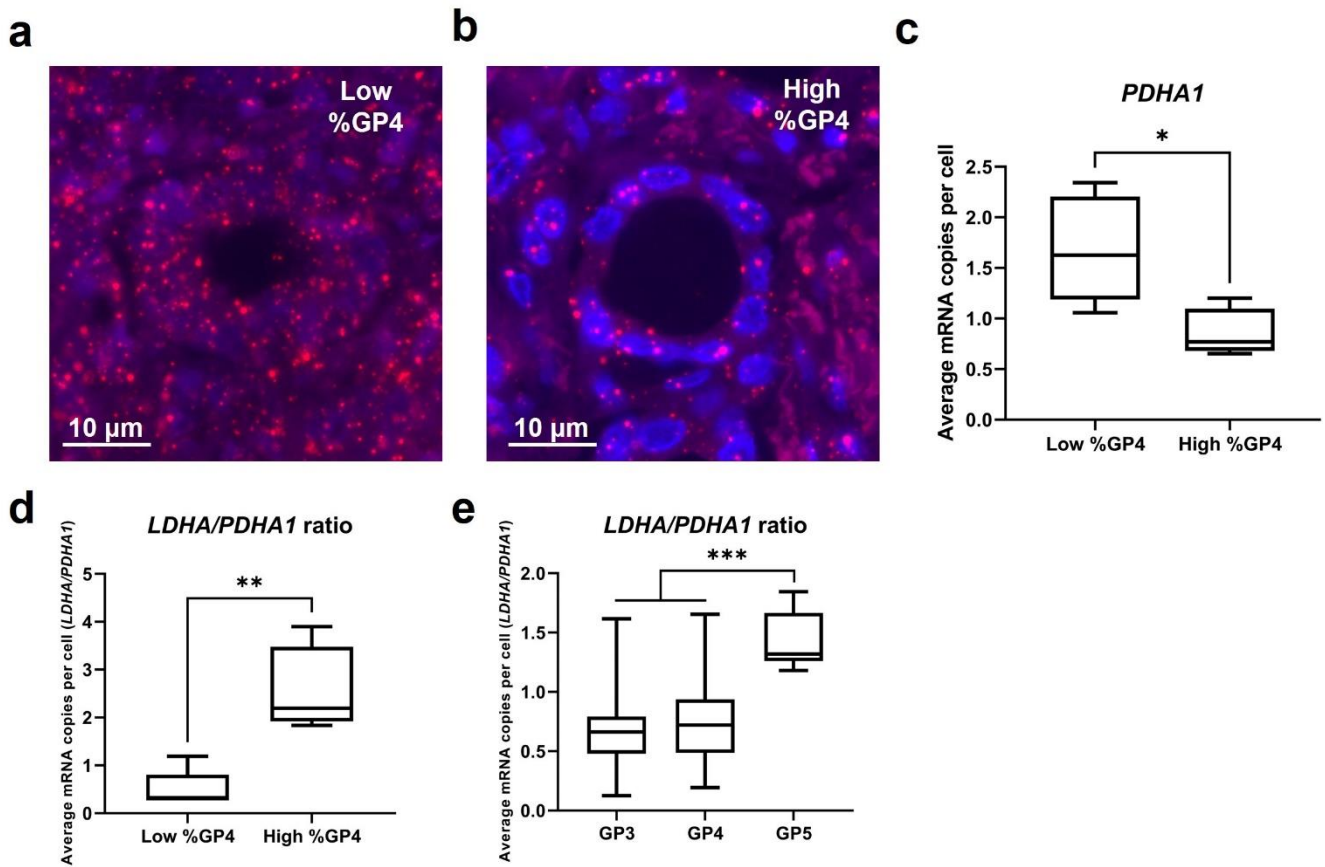 a
Low
%GP4
10 µm
b
High
%GP4
10 µm
c
PDHA1
*
Average mRNA copies per cell
2.5
2.0
1.5
1.0
0.5
0.0
Low %GP4
High %GP4
d
LDHA/PDHA1 ratio
**
Average mRNA copies per cell (LDHA/PDHA1)
5
4
3
2
1
0
Low %GP4
High %GP4
e
LDHA/PDHA1 ratio
***
Average mRNA copies per cell (LDHA/PDHA1)
2.0
1.5
1.0
0.5
0.0
GP3
GP4
GP5